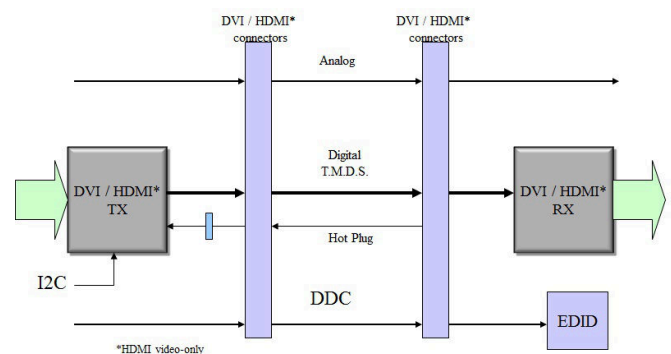 DVI / HDMI*
connectors
DVI / HDMI*
connectors
Analog
Digital
T.M.D.S.
DVI / HDMI*
TX
DVI / HDMI*
RX
Hot Plug
I2C
DDC
EDID
*HDMI video-only